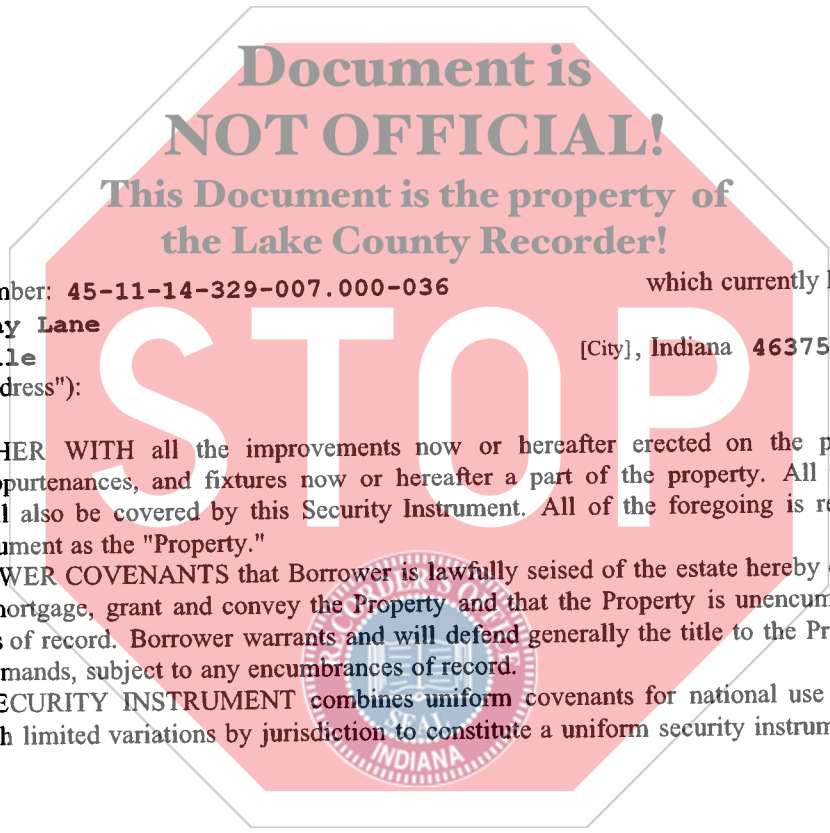 Document is
NOT OFFICIAL!
This Document is the property of
the Lake County Recorder!
nber: 45-11-14-329-007.000-036 which currently
ay Lane
lle [City], Indiana 46375
dress"):
STOP
HER WITH all the improvements now or hereafter erected on the p
ppurtenances, and fixtures now or hereafter a part of the property. All
l also be covered by this Security Instrument. All of the foregoing is re
ument as the "Property."
WER COVENANTS that Borrower is lawfully seised of the estate hereby
nortgage, grant and convey the Property and that the Property is unencum
s of record. Borrower warrants and will defend generally the title to the Pr
mands, subject to any encumbrances of record.
ECURITY INSTRUMENT combines uniform covenants for national use
h limited variations by jurisdiction to constitute a uniform security instrum
RECORDER'S OFFI
SEAL
INDIANA